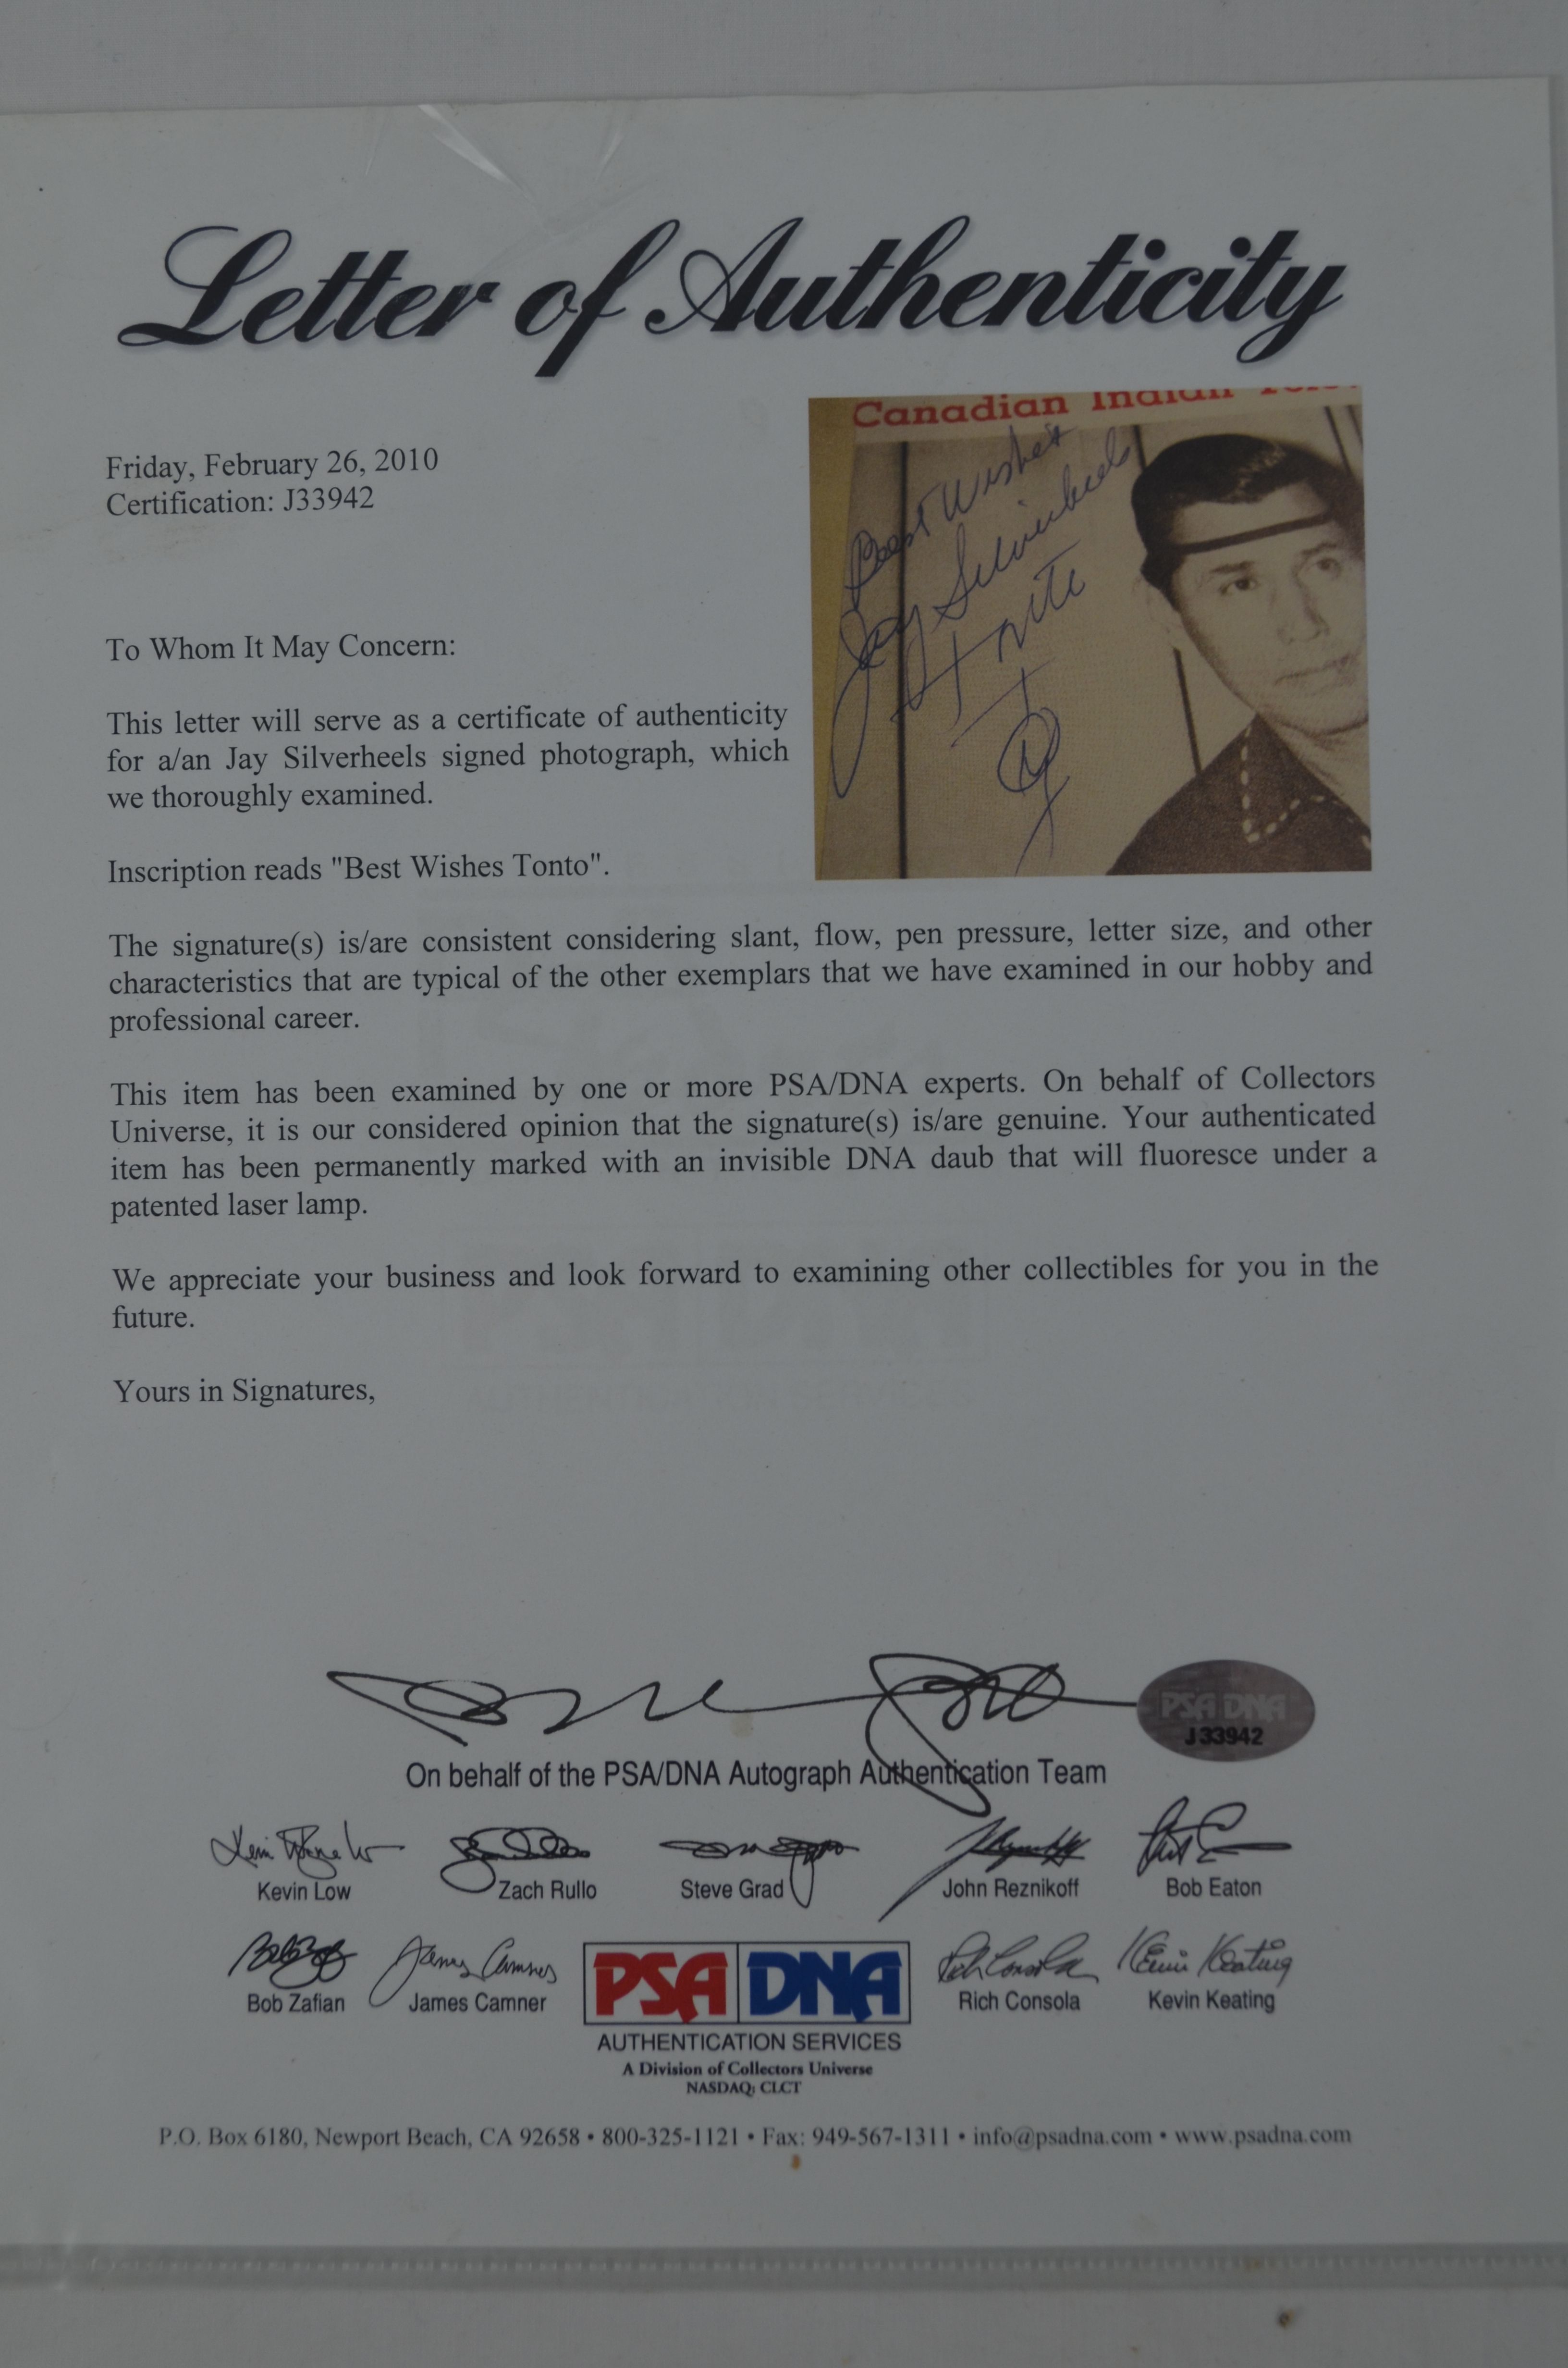 Letter of Authenticity
Friday, February 26, 2010
Certification: J33942
Canadian Indian
Best Wishes
Jay Silverheels
Tonto
To Whom It May Concern:
This letter will serve as a certificate of authenticity
for a/an Jay Silverheels signed photograph, which
we thoroughly examined.
Inscription reads "Best Wishes Tonto".
The signature(s) is/are consistent considering slant, flow, pen pressure, letter size, and other
characteristics that are typical of the other exemplars that we have examined in our hobby and
professional career.
This item has been examined by one or more PSA/DNA experts. On behalf of Collectors
Universe, it is our considered opinion that the signature(s) is/are genuine. Your authenticated
item has been permanently marked with an invisible DNA daub that will fluoresce under a
patented laser lamp.
We appreciate your business and look forward to examining other collectibles for you in the
future.
Yours in Signatures,
PSA DNA
J33942
On behalf of the PSA/DNA Autograph Authentication Team
Kevin Low Zach Rullo Steve Grad John Reznikoff Bob Eaton
James Camner Rich Consola Kevin Keating
Bob Zafian James Camner PSA DNA Rich Consola Kevin Keating
AUTHENTICATION SERVICES
A Division of Collectors Universe
NASDAQ: CLCT
P.O. Box 6180, Newport Beach, CA 92658 • 800-325-1121 • Fax: 949-567-1311 • info@psadna.com • www.psadna.com